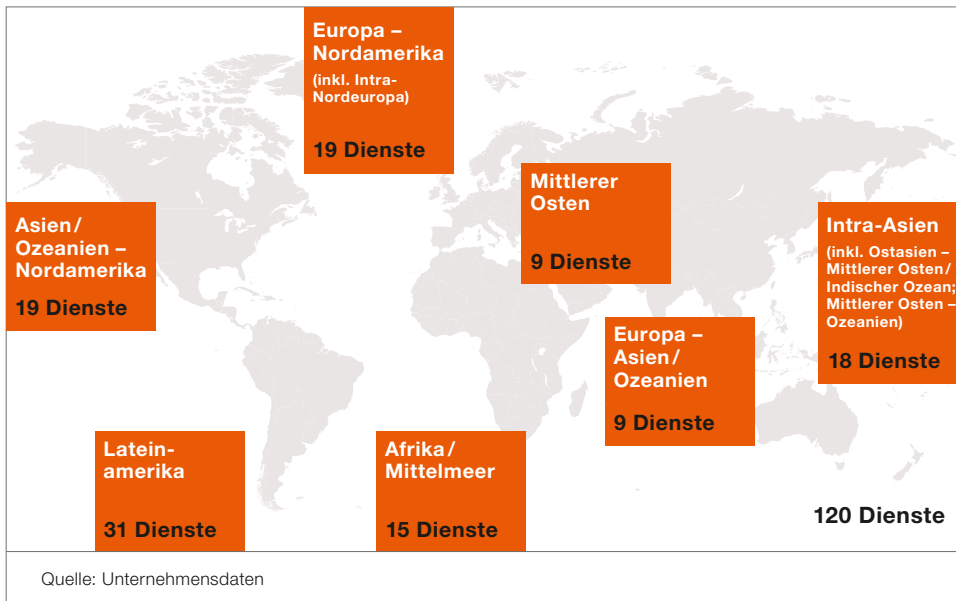 Europa –
Nordamerika
(inkl. Intra-
Nordeuropa)
19 Dienste
Mittlerer
Osten
9 Dienste
Asien/
Ozeanien –
Nordamerika
19 Dienste
Intra-Asien
(inkl. Ostasien –
Mittlerer Osten/
Indischer Ozean;
Mittlerer Osten –
Ozeanien)
18 Dienste
Europa –
Asien/
Ozeanien
9 Dienste
Latein-
amerika
31 Dienste
Afrika/
Mittelmeer
15 Dienste
120 Dienste
Quelle: Unternehmensdaten